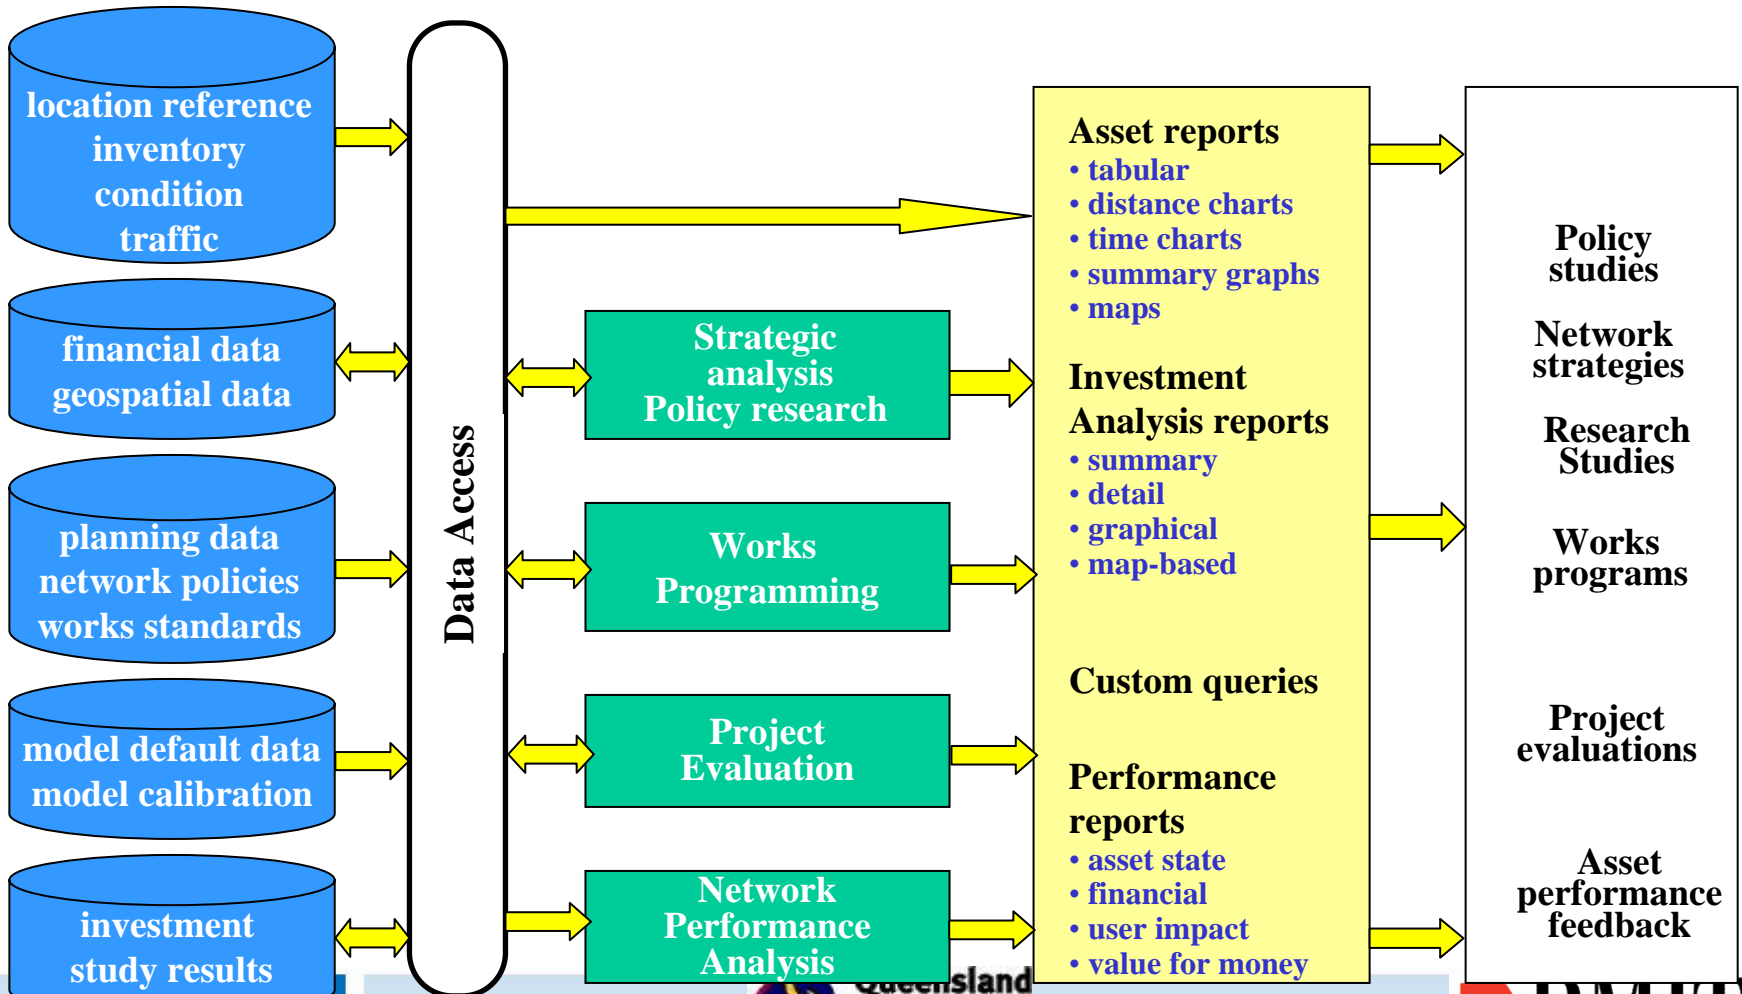 location reference
inventory
condition
traffic
financial data
geospatial data
planning data
network policies
works standards
model default data
model calibration
investment
study results
Data Access
Strategic
analysis
Policy research
Works
Programming
Project
Evaluation
Network
Performance
Analysis
Asset reports
• tabular
• distance charts
• time charts
• summary graphs
• maps
Investment
Analysis reports
• summary
• detail
• graphical
• map-based
Custom queries
Performance
reports
• asset state
• financial
• user impact
• value for money
Policy
studies
Network
strategies
Research
Studies
Works
programs
Project
evaluations
Asset
performance
feedback
Queensland